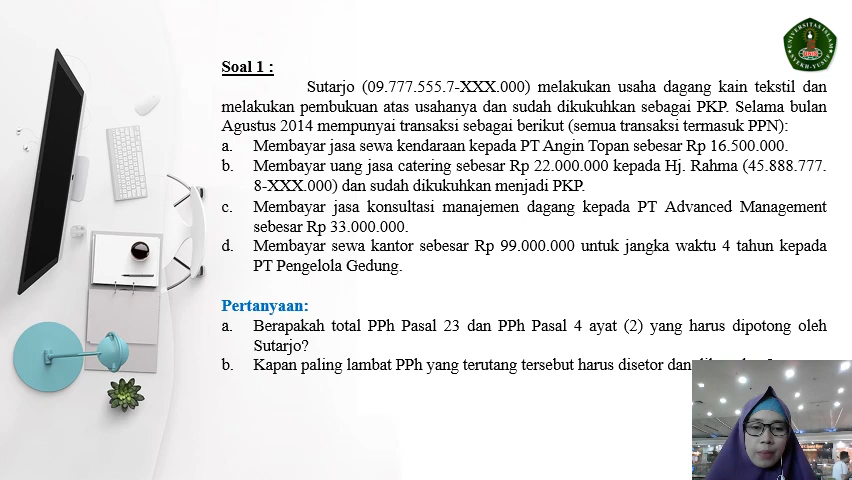 Soal 1 :
Sutarjo (09.777.555.7-XXX.000) melakukan usaha dagang kain tekstil dan
melakukan pembukuan atas usahanya dan sudah dikukuhkan sebagai PKP. Selama bulan
Agustus 2014 mempunyai transaksi sebagai berikut (semua transaksi termasuk PPN):
a. Membayar jasa sewa kendaraan kepada PT Angin Topan sebesar Rp 16.500.000.
b. Membayar uang jasa catering sebesar Rp 22.000.000 kepada Hj. Rahma (45.888.777.
8-XXX.000) dan sudah dikukuhkan menjadi PKP.
c. Membayar jasa konsultasi manajemen dagang kepada PT Advanced Management
sebesar Rp 33.000.000.
d. Membayar sewa kantor sebesar Rp 99.000.000 untuk jangka waktu 4 tahun kepada
PT Pengelola Gedung.
Pertanyaan:
a. Berapakah total PPh Pasal 23 dan PPh Pasal 4 ayat (2) yang harus dipotong oleh
Sutarjo?
b. Kapan paling lambat PPh yang terutang tersebut harus disetor dan
UNIVERSITAS ISLAM
SYEKH-YUSUF